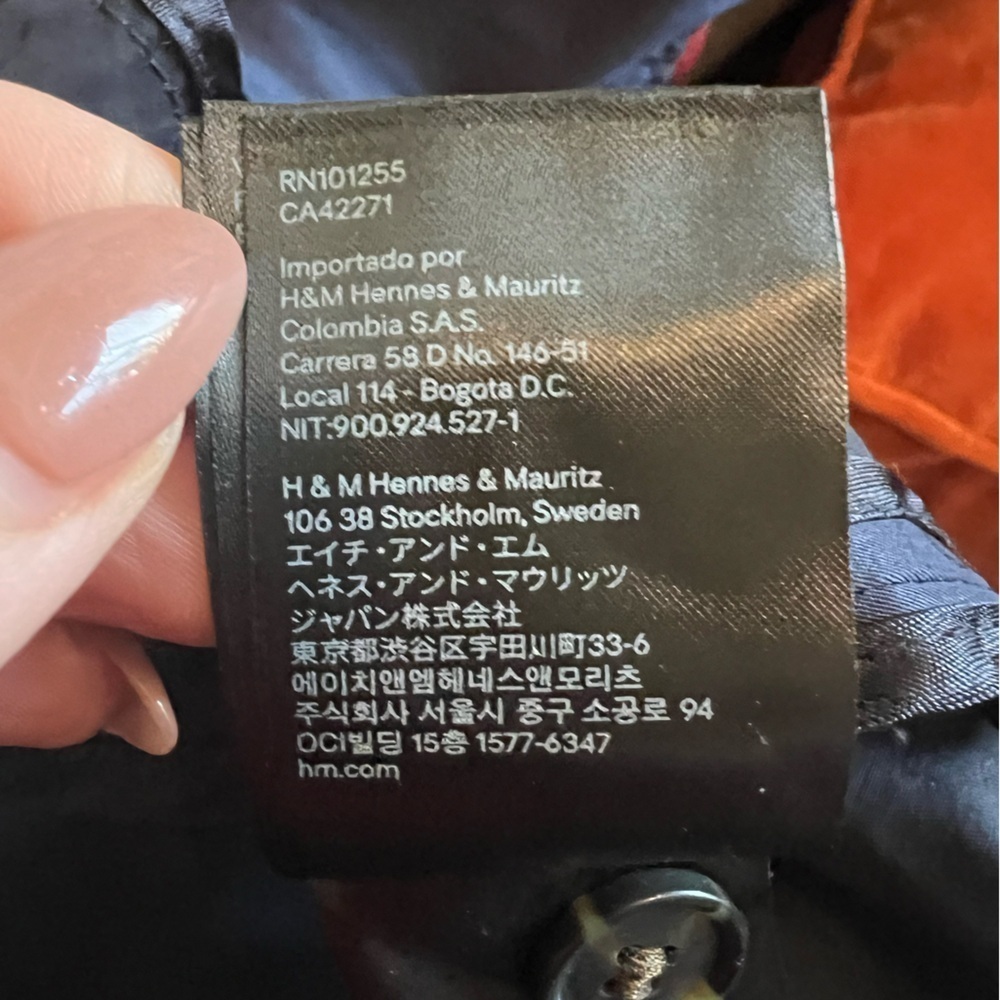 RN101255
CA42271
Importado por
H&M Hennes & Mauritz
Colombia S.A.S.
Carrera 58 D No. 146-51
Local 114 - Bogota D.C.
NIT:900.924.527-1
H & M Hennes & Mauritz
106 38 Stockholm, Sweden
エイチ・アンド・エム
ヘネス・アンド・マウリッツ
ジャパン株式会社
東京都渋谷区宇田川町33-6
에이치앤엠헤네스앤모리츠
주식회사 서울시 중구 소공로 94
OCI빌딩 15층 1577-6347
hm.com